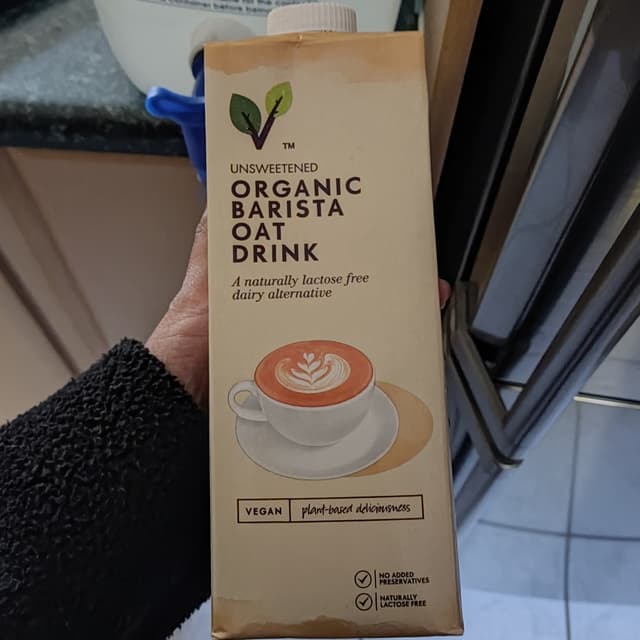 TM
UNSWEETENED
ORGANIC
BARISTA
OAT
DRINK
A naturally lactose free
dairy alternative
VEGAN plant-based deliciousness
NO ADDED
PRESERVATIVES
NATURALLY
LACTOSE FREE